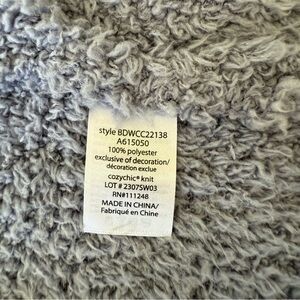 style BDWCC22138
A615050
100% polyester
exclusive of decoration/
décoration exclue
cozychic® knit
LOT # 2307SW03
RN#111248
MADE IN CHINA/
Fabriqué en Chine